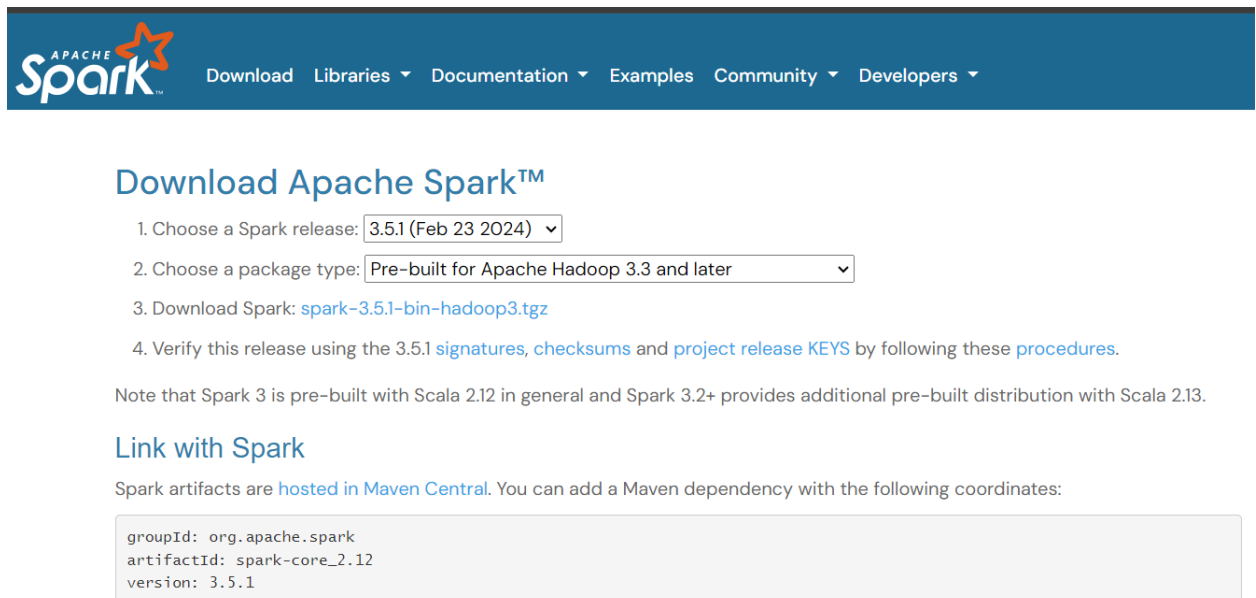 APACHE
Spark™
Download Libraries Documentation Examples Community Developers
Download Apache Spark™
1. Choose a Spark release: 3.5.1 (Feb 23 2024)
2. Choose a package type: Pre-built for Apache Hadoop 3.3 and later
3. Download Spark: spark-3.5.1-bin-hadoop3.tgz
4. Verify this release using the 3.5.1 signatures, checksums and project release KEYS by following these procedures.
Note that Spark 3 is pre-built with Scala 2.12 in general and Spark 3.2+ provides additional pre-built distribution with Scala 2.13.
Link with Spark
Spark artifacts are hosted in Maven Central. You can add a Maven dependency with the following coordinates:
groupId: org.apache.spark
artifactId: spark-core_2.12
version: 3.5.1